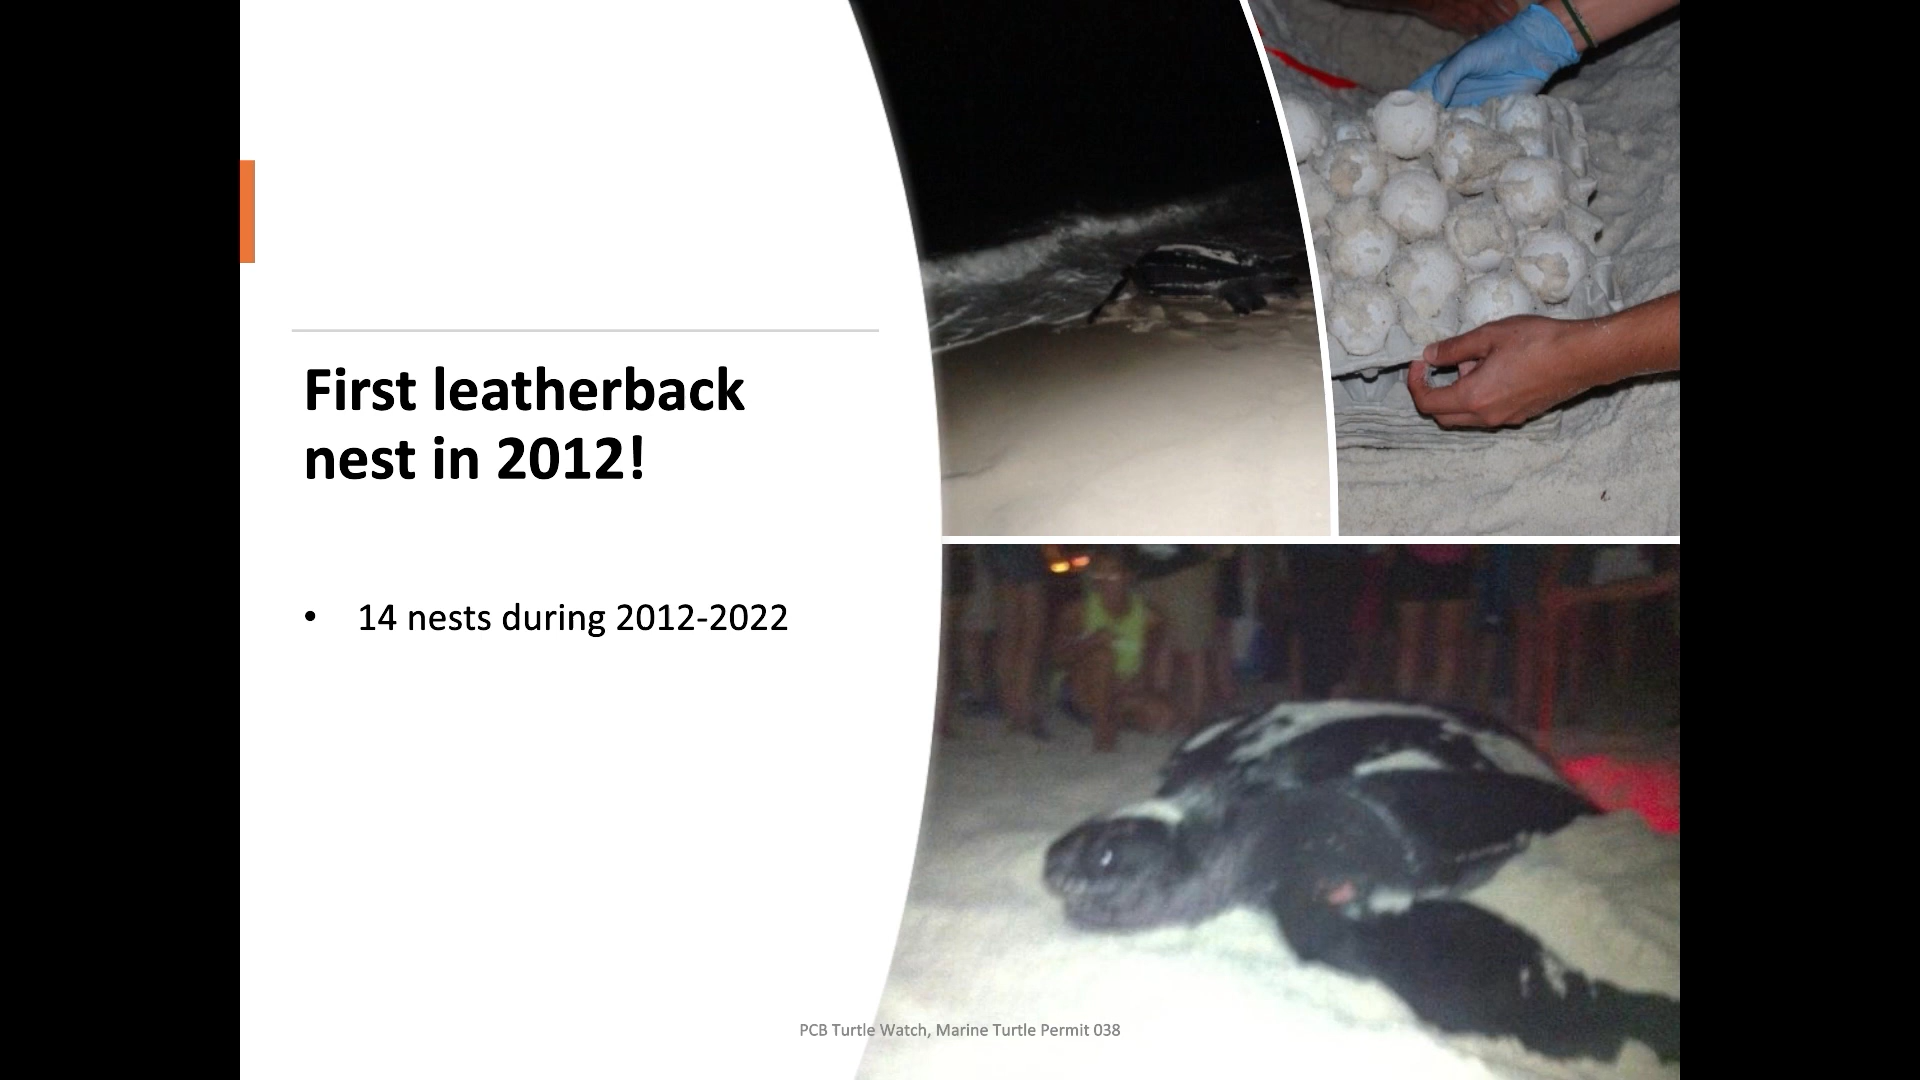 First leatherback
nest in 2012!
• 14 nests during 2012-2022
PCB Turtle Watch, Marine Turtle Permit 038